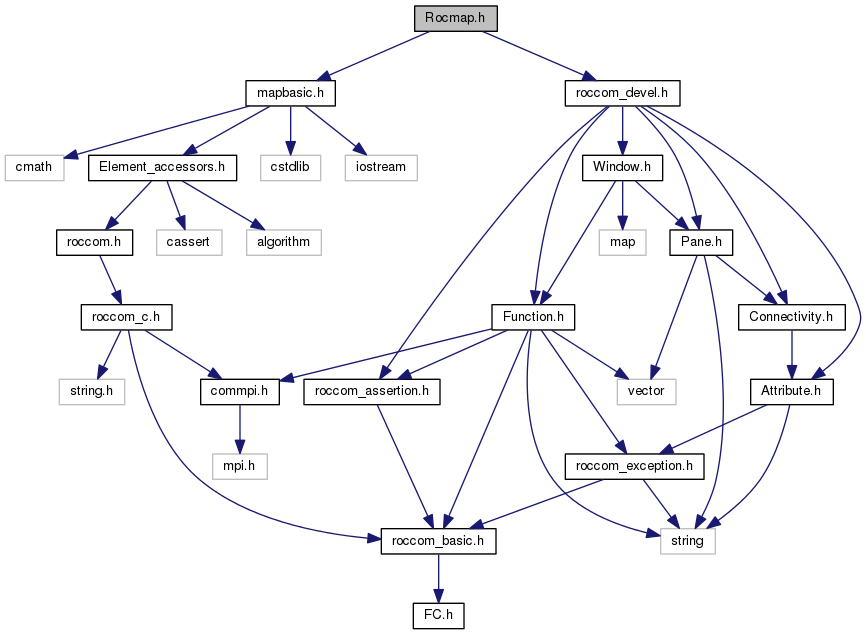 Rocmap.h
mapbasic.h
roccom_devel.h
cmath
Element_accessors.h
cstdlib
iostream
Window.h
roccom.h
cassert
algorithm
map
Pane.h
roccom_c.h
Function.h
Connectivity.h
string.h
commpi.h
roccom_assertion.h
vector
Attribute.h
mpi.h
roccom_exception.h
roccom_basic.h
string
FC.h